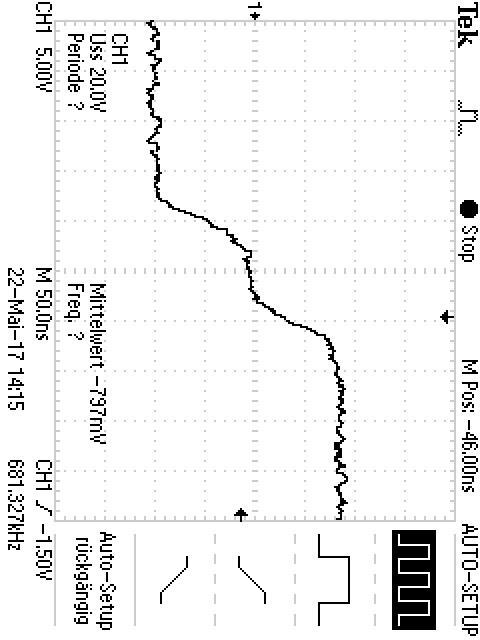 Tek Stop M Pos: -46.00ns AUTO-SETUP
1
CH1
Uss 20.0V
Periode ?
Mittelwert -797mV
Freq. ?
Auto-Setup
rückgängig
CH1 5.00V M 50.0ns CH1 -1.50V
22-Mai-17 14:15 681.327kHz